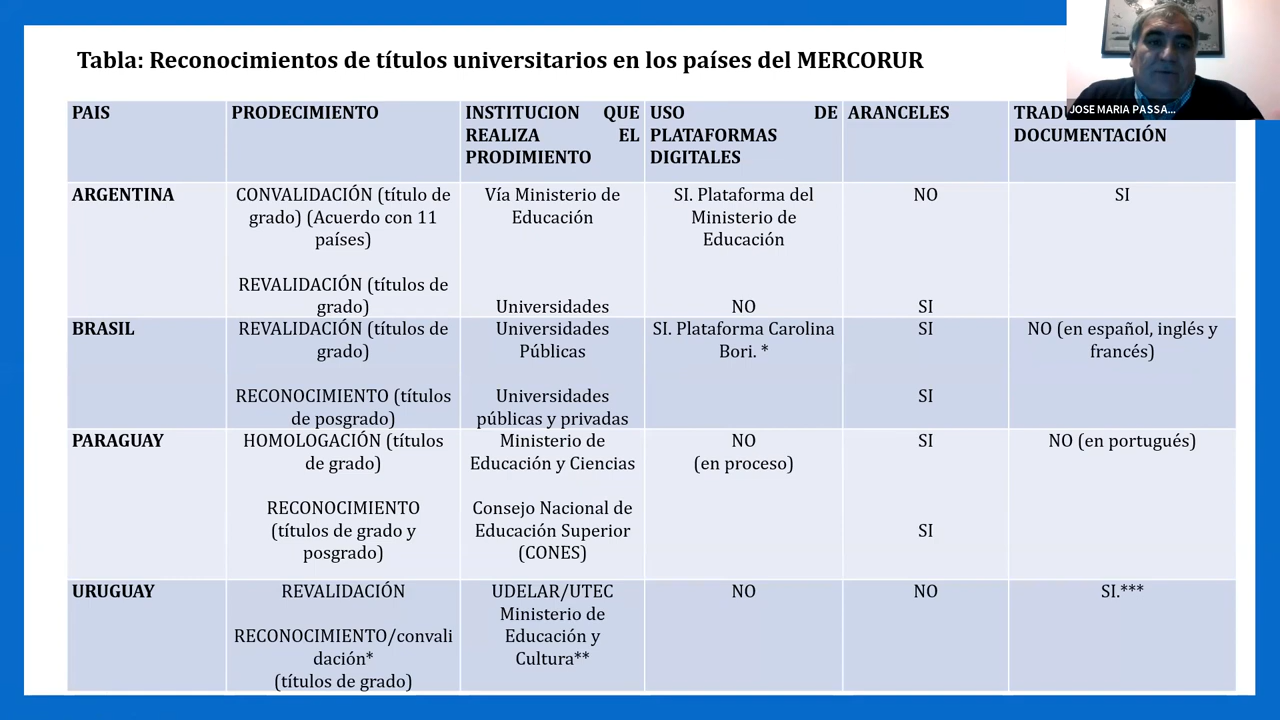 Tabla: Reconocimientos de títulos universitarios en los países del MERCORUR
JOSE MARIA PASSA...
PAIS
PRODECIMIENTO
INSTITUCION QUE
REALIZA EL
PRODIMIENTO
USO DE
PLATAFORMAS
DIGITALES
ARANCELES
DOCUMENTACIÓN
ARGENTINA
CONVALIDACIÓN (título de
grado) (Acuerdo con 11
países)
REVALIDACIÓN (títulos de
grado)
Vía Ministerio de
Educación
Universidades
SI. Plataforma del
Ministerio de
Educación
NO
NO
SI
SI
BRASIL
REVALIDACIÓN (títulos de
grado)
RECONOCIMIENTO (títulos
de posgrado)
Universidades
Públicas
Universidades
públicas y privadas
SI. Plataforma Carolina
Bori. *
SI
SI
NO (en español, inglés y
francés)
PARAGUAY
HOMOLOGACIÓN (títulos
de grado)
RECONOCIMIENTO
(títulos de grado y
posgrado)
Ministerio de
Educación y Ciencias
Consejo Nacional de
Educación Superior
(CONES)
NO
(en proceso)
SI
SI
NO (en portugués)
URUGUAY
REVALIDACIÓN
RECONOCIMIENTO/convali
dación*
(títulos de grado)
UDELAR/UTEC
Ministerio de
Educación y
Cultura**
NO
NO
SI.***